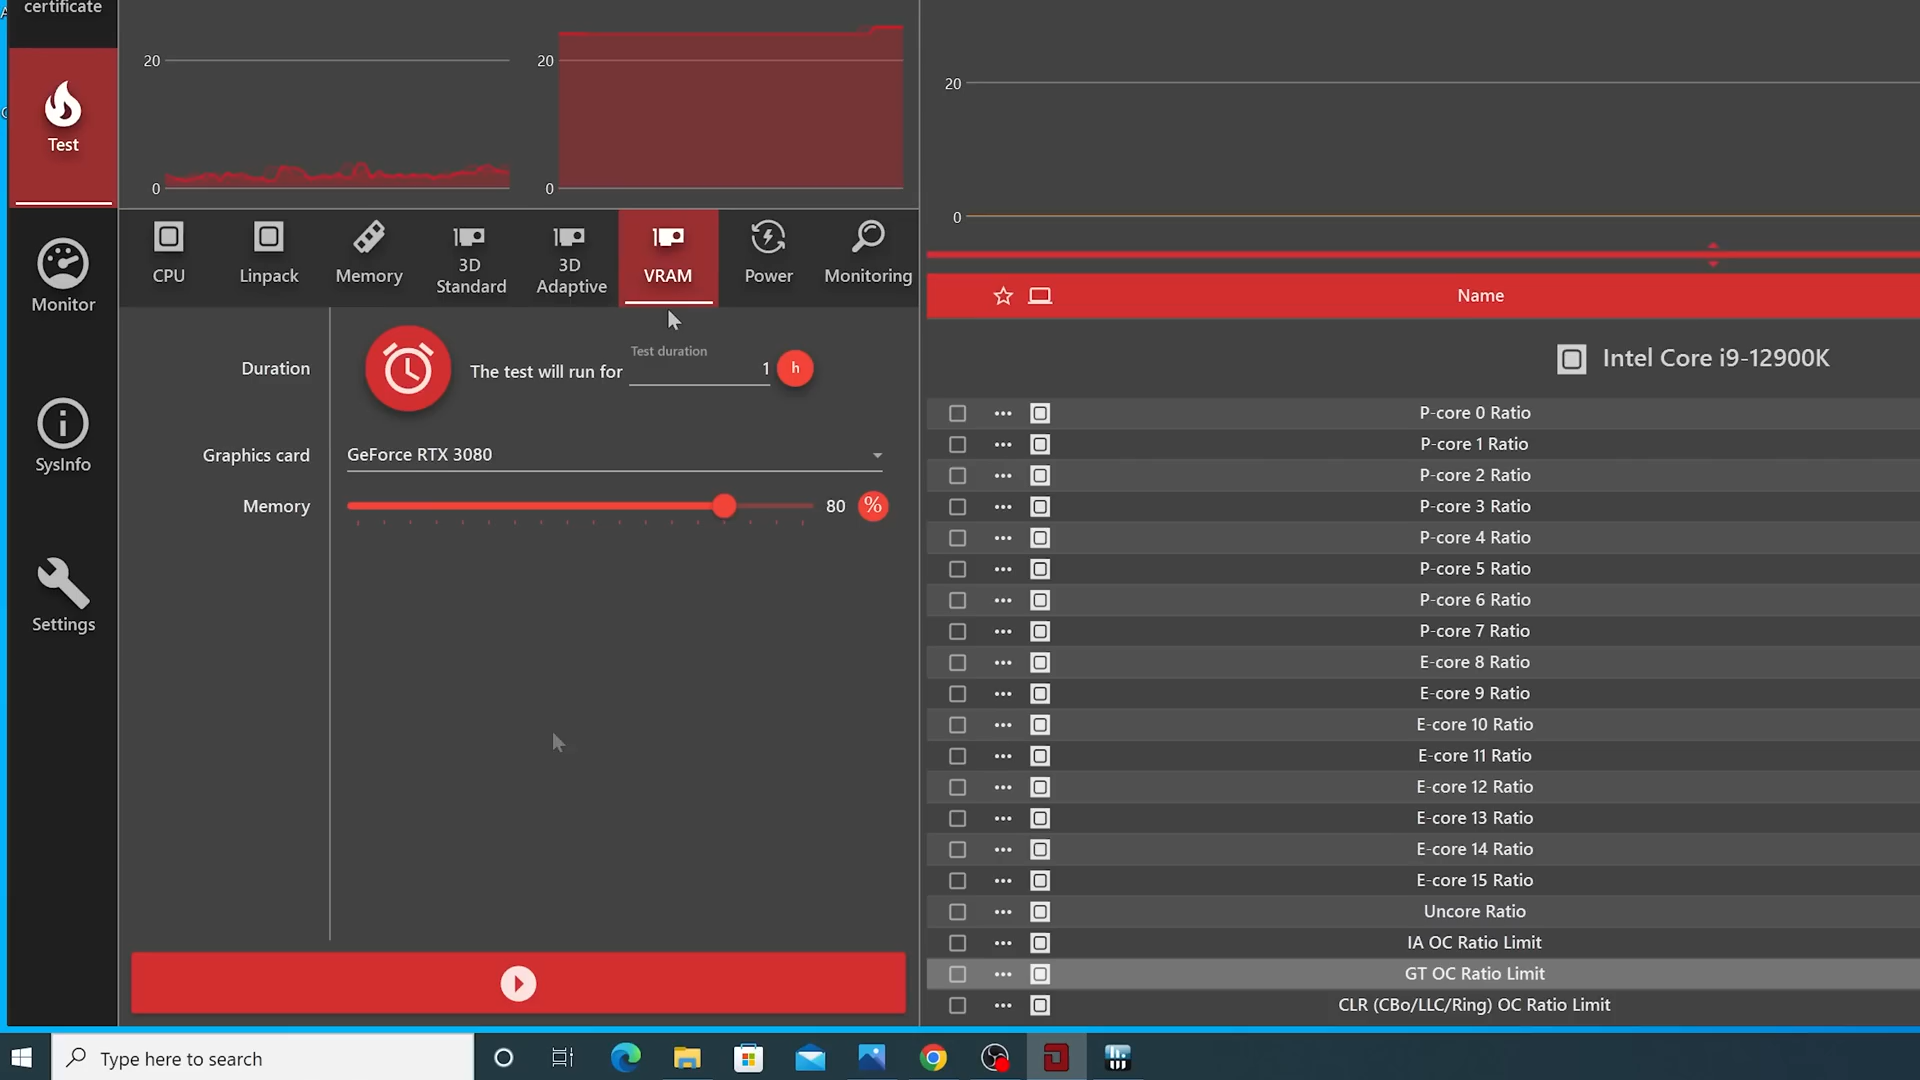 certificate
Test
Monitor
SysInfo
Settings
20
0
20
0
CPU
Linpack
Memory
3D
Standard
3D
Adaptive
VRAM
Power
Monitoring
Duration
The test will run for
Test duration
1
h
Graphics card
GeForce RTX 3080
Memory
80
%
20
0
Name
Intel Core i9-12900K
P-core 0 Ratio
P-core 1 Ratio
P-core 2 Ratio
P-core 3 Ratio
P-core 4 Ratio
P-core 5 Ratio
P-core 6 Ratio
P-core 7 Ratio
E-core 8 Ratio
E-core 9 Ratio
E-core 10 Ratio
E-core 11 Ratio
E-core 12 Ratio
E-core 13 Ratio
E-core 14 Ratio
E-core 15 Ratio
Uncore Ratio
IA OC Ratio Limit
GT OC Ratio Limit
CLR (CBo/LLC/Ring) OC Ratio Limit
Type here to search